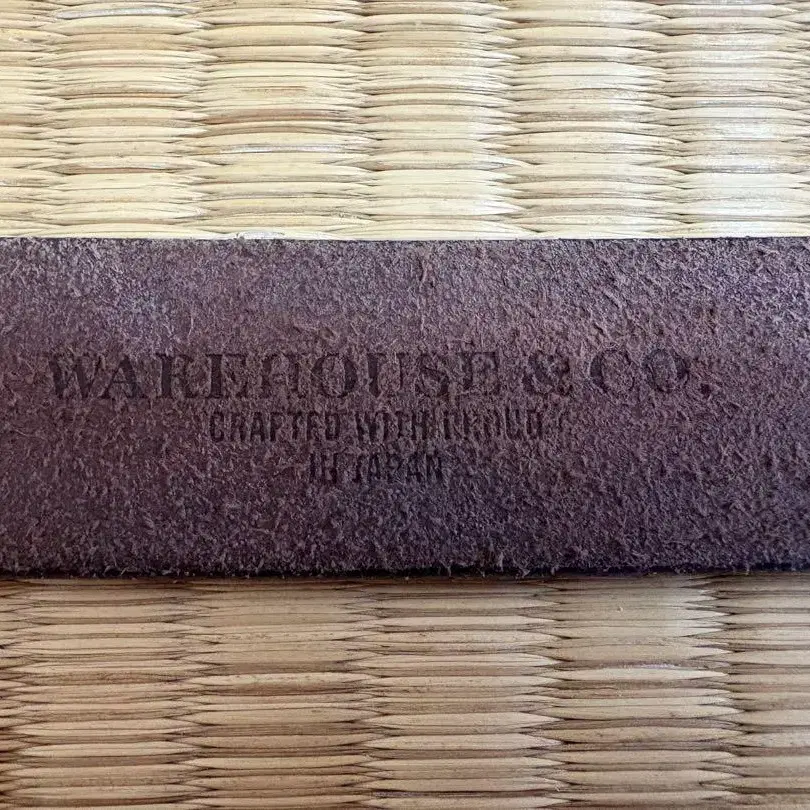 WAREHOUSE & CO.
CRAFTED WITH PROUD
IN JAPAN